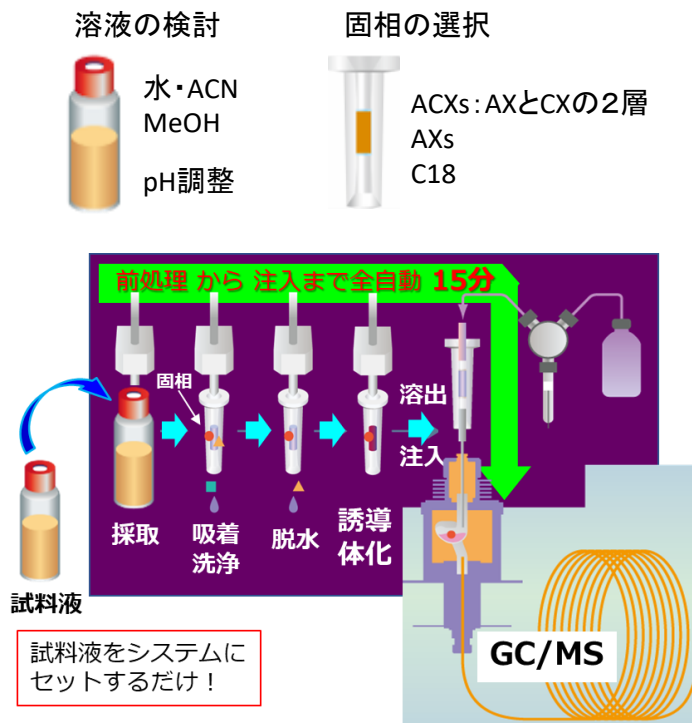 溶液の検討
水・ACN
MeOH
pH調整
固相の選択
ACXs:AXとCXの2層
AXs
C18
前処理 から 注入まで全自動 15分
固相
採取
吸着
洗浄
脱水
誘導
体化
溶出
注入
試料液
試料液をシステムに
セットするだけ!
GC/MS